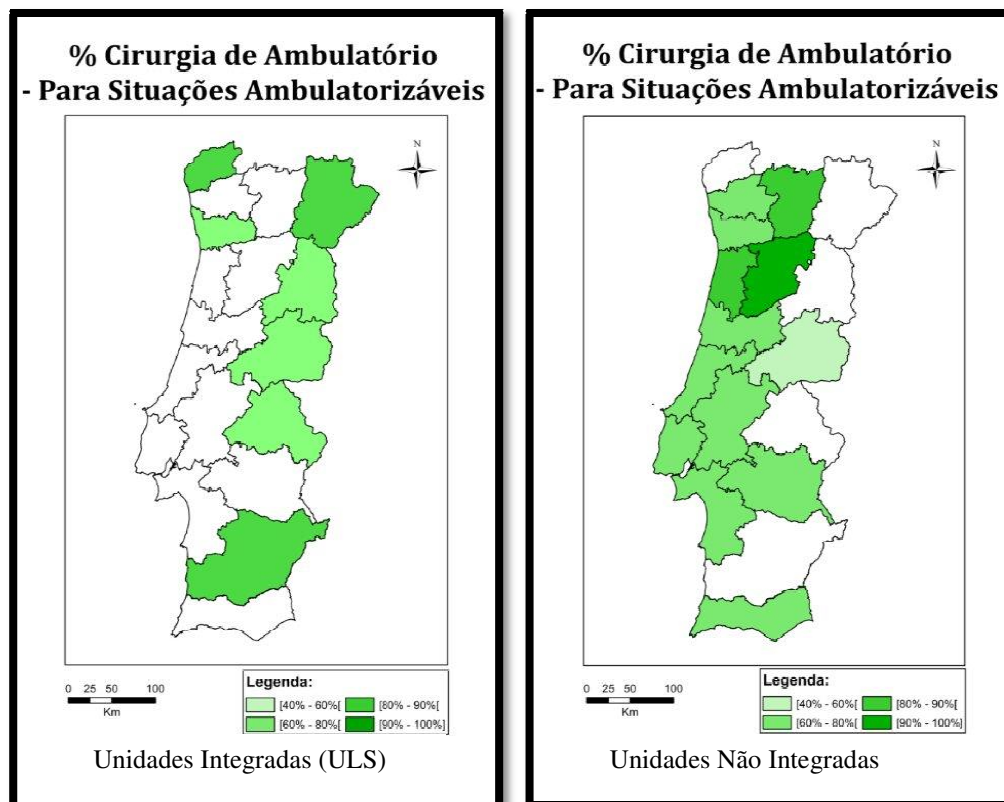 % Cirurgia de Ambulatório
- Para Situações Ambulatorizáveis
N
Legenda:
0 25 50 100
Km
[40% - 60%[
[80% - 90%[
[60% - 80%[
[90% - 100%]
Unidades Integradas (ULS)
% Cirurgia de Ambulatório
- Para Situações Ambulatorizáveis
N
Legenda:
0 25 50 100
Km
[40% - 60%[
[80% - 90%[
[60% - 80%[
[90% - 100%]
Unidades Não Integradas